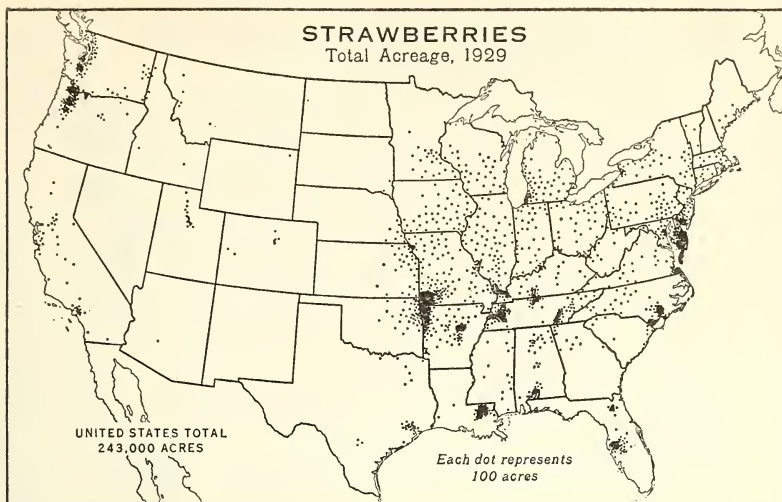 STRAWBERRIES
Total Acreage, 1929
UNITED STATES TOTAL
243,000 ACRES
Each dot represents
100 acres